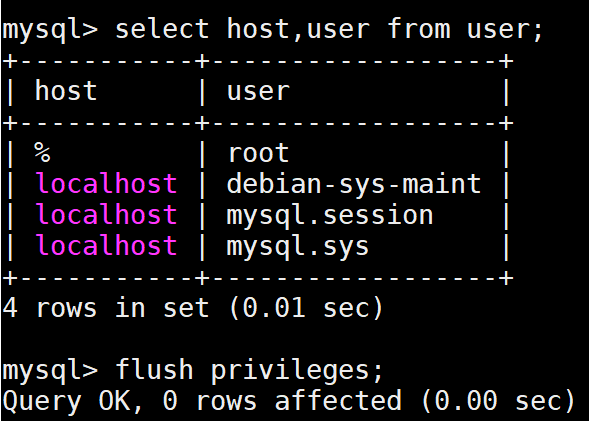 mysql> select host,user from user;
+-----------+------------------+
| host      | user             |
+-----------+------------------+
| %         | root             |
| localhost | debian-sys-maint |
| localhost | mysql.session    |
| localhost | mysql.sys        |
+-----------+------------------+
4 rows in set (0.01 sec)

mysql> flush privileges;
Query OK, 0 rows affected (0.00 sec)